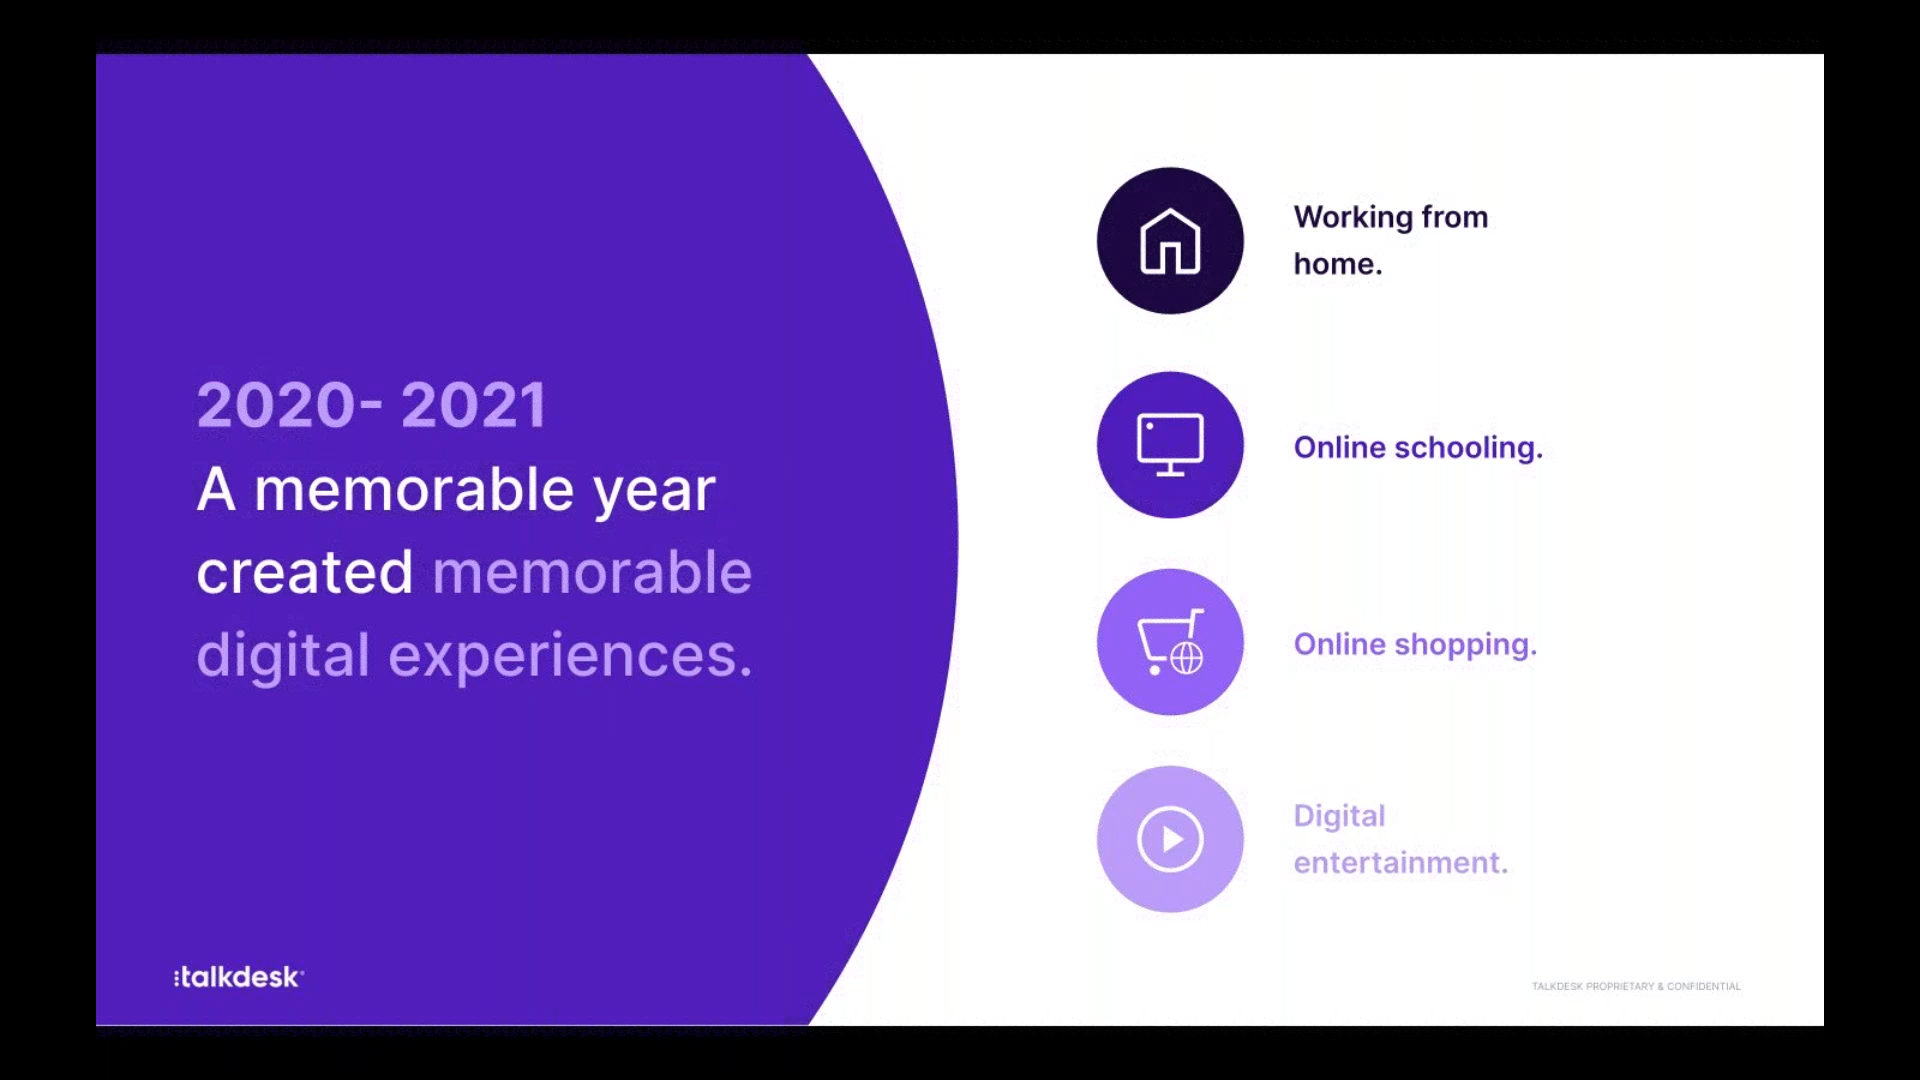 2020- 2021
A memorable year
created memorable
digital experiences.
Working from
home.
Online schooling.
Online shopping.
Digital
entertainment.
:talkdesk
TALKDESK PROPRIETARY & CONFIDENTIAL